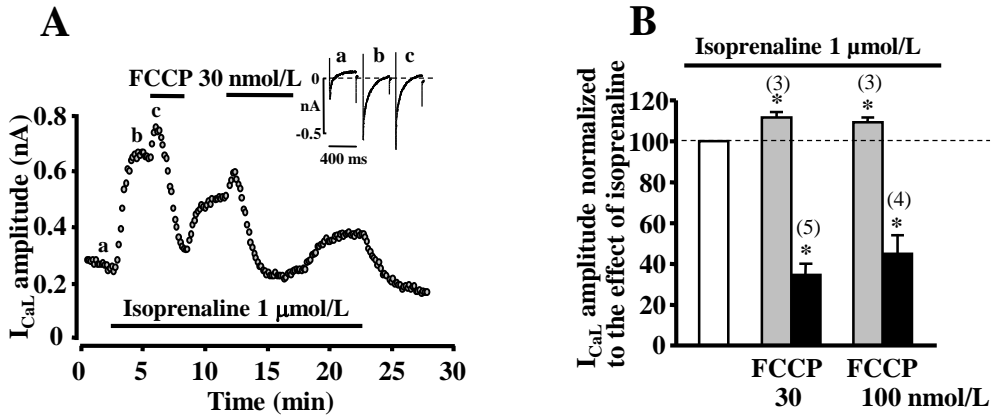 A
FCCP 30 nmol/L
a
b
c
0
nA
-0.5
400 ms
I_CaL amplitude (nA)
0.8
0.6
0.4
0.2
0
a
b
c
Isoprenaline 1 µmol/L
0
5
10
15
20
25
30
Time (min)
B
Isoprenaline 1 µmol/L
I_CaL amplitude normalized
to the effect of isoprenaline
120
100
80
60
40
20
0
(3)
*
(5)
*
(3)
*
(4)
*
FCCP FCCP
30 100 nmol/L